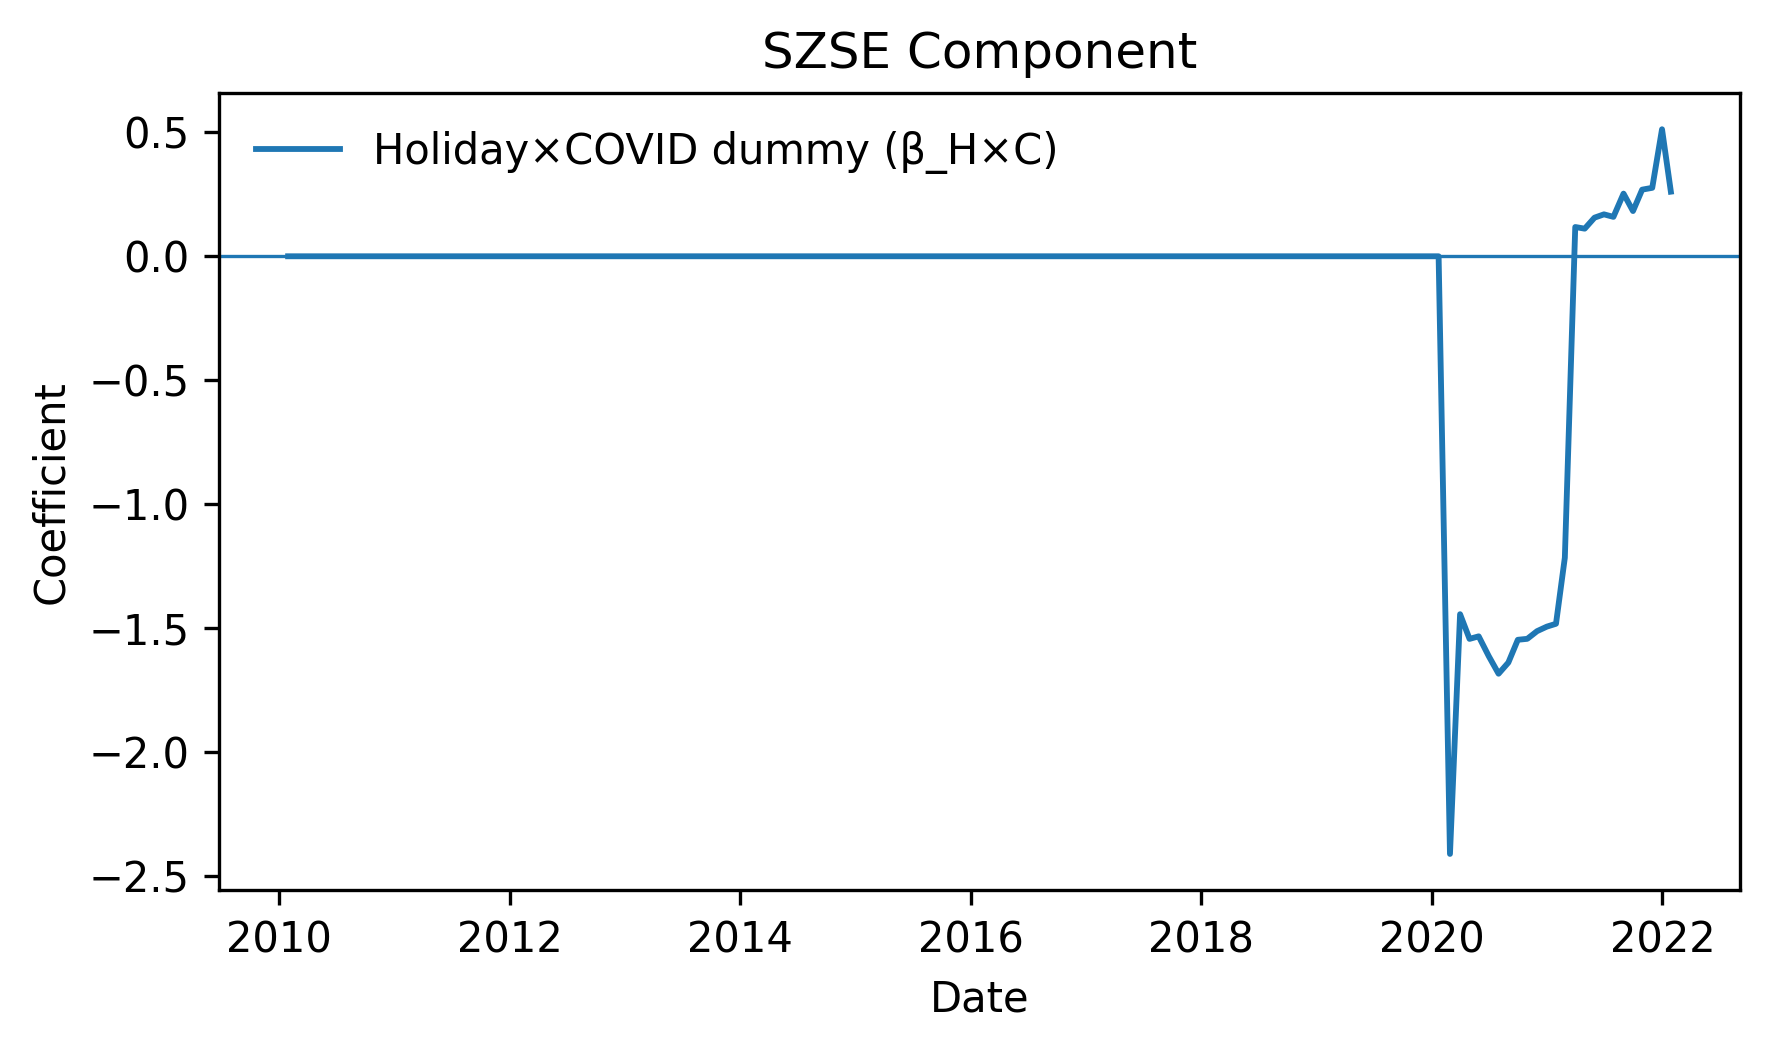 SZSE Component
Holiday×COVID dummy (β_H×C)
0.5
0.0
−0.5
−1.0
−1.5
−2.0
−2.5
Coefficient
2010 2012 2014 2016 2018 2020 2022
Date